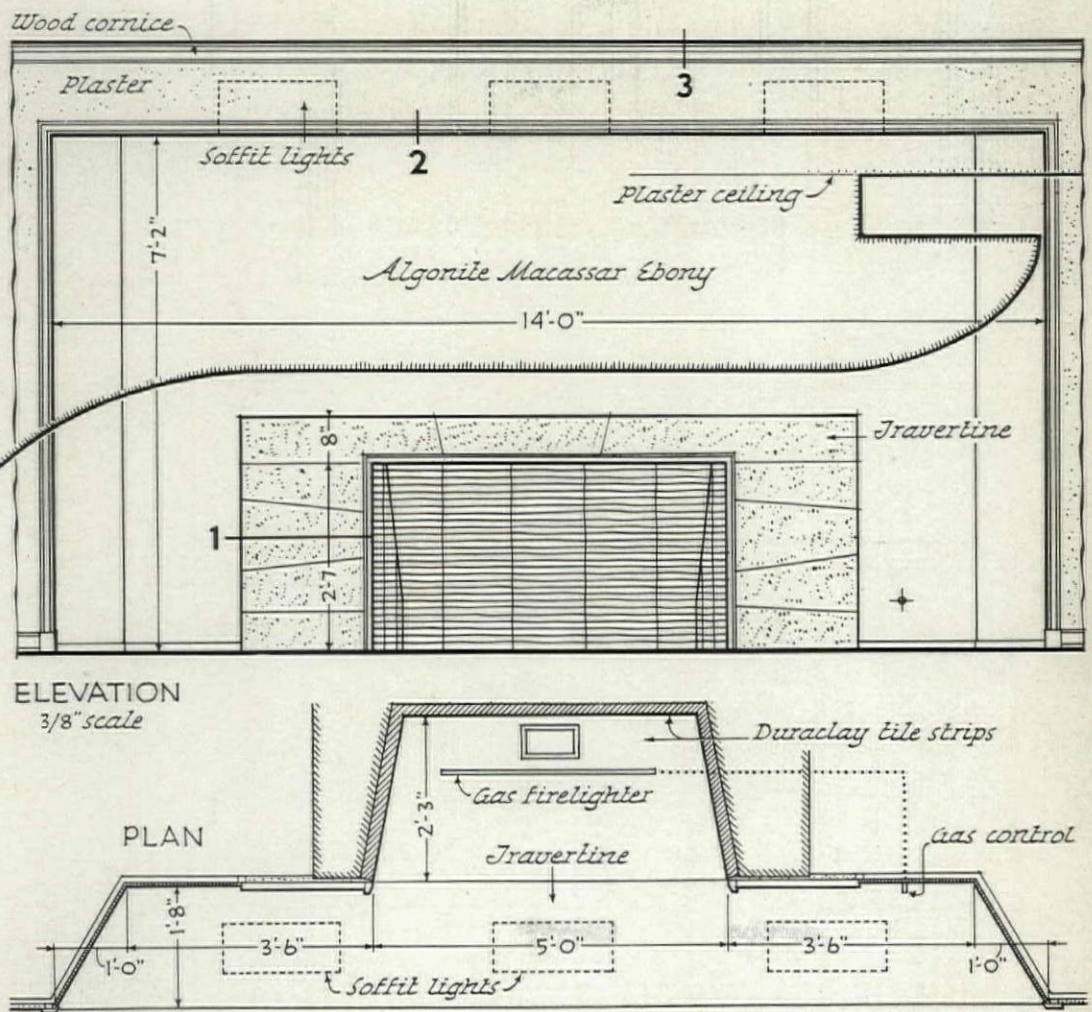 Wood cornice
Plaster
3
Soffit lights
2
Plaster ceiling
7'-2"
Algonite Macassar Ebony
14'-0"
8"
Travertine
1
2-7
ELEVATION
3/8" scale
Duraclay tile strips
Gas firelighter
2'-3"
PLAN
Gas control
Travertine
1'-8"
3'-6"
5'-0"
3'-6"
1'-0"
1'-0"
Soffit lights